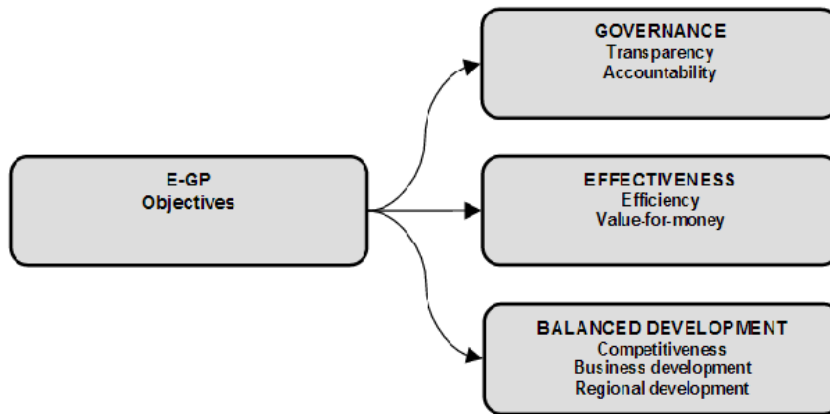 GOVERNANCE
Transparency
Accountability
E-GP
Objectives
EFFECTIVENESS
Efficiency
Value-for-money
BALANCED DEVELOPMENT
Competitiveness
Business development
Regional development